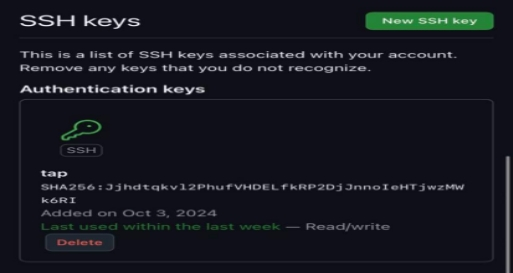 SSH keys
New SSH key
This is a list of SSH keys associated with your account.
Remove any keys that you do not recognize.
Authentication keys
SSH
tap
SHA256:Jjhdtqkvl2PhufVHDELfkRP2DjJnnoIeHTjwzMW
k6RI
Added on Oct 3, 2024
Last used within the last week — Read/write
Delete